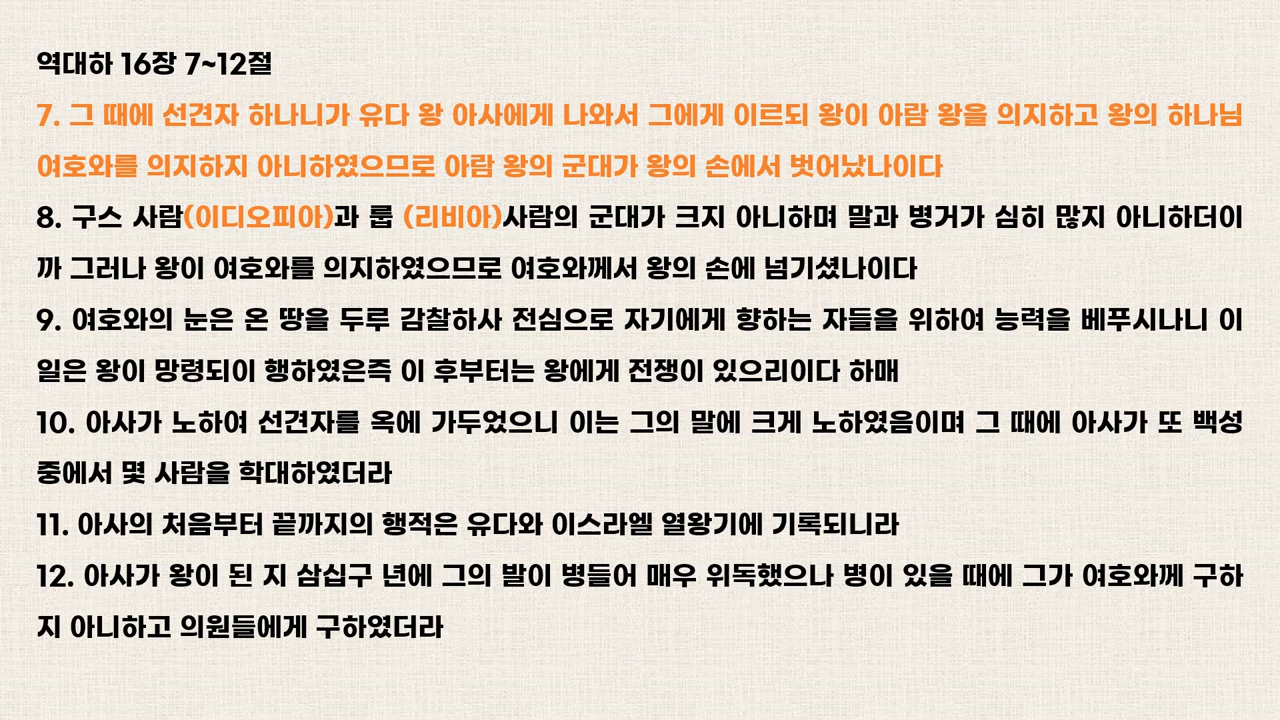 역대하 16장 7~12절
7. 그 때에 선견자 하나니가 유다 왕 아사에게 나와서 그에게 이르되 왕이 아람 왕을 의지하고 왕의 하나님
여호와를 의지하지 아니하였으므로 아람 왕의 군대가 왕의 손에서 벗어났나이다
8. 구스 사람(이디오피아)과 룹 (리비아)사람의 군대가 크지 아니하며 말과 병거가 심히 많지 아니하더이
까 그러나 왕이 여호와를 의지하였으므로 여호와께서 왕의 손에 넘기셨나이다
9. 여호와의 눈은 온 땅을 두루 감찰하사 전심으로 자기에게 향하는 자들을 위하여 능력을 베푸시나니 이
일은 왕이 망령되이 행하였은즉 이 후부터는 왕에게 전쟁이 있으리이다 하매
10. 아사가 노하여 선견자를 옥에 가두었으니 이는 그의 말에 크게 노하였음이며 그 때에 아사가 또 백성
중에서 몇 사람을 학대하였더라
11. 아사의 처음부터 끝까지의 행적은 유다와 이스라엘 열왕기에 기록되니라
12. 아사가 왕이 된 지 삼십구 년에 그의 발이 병들어 매우 위독했으나 병이 있을 때에 그가 여호와께 구하
지 아니하고 의원들에게 구하였더라